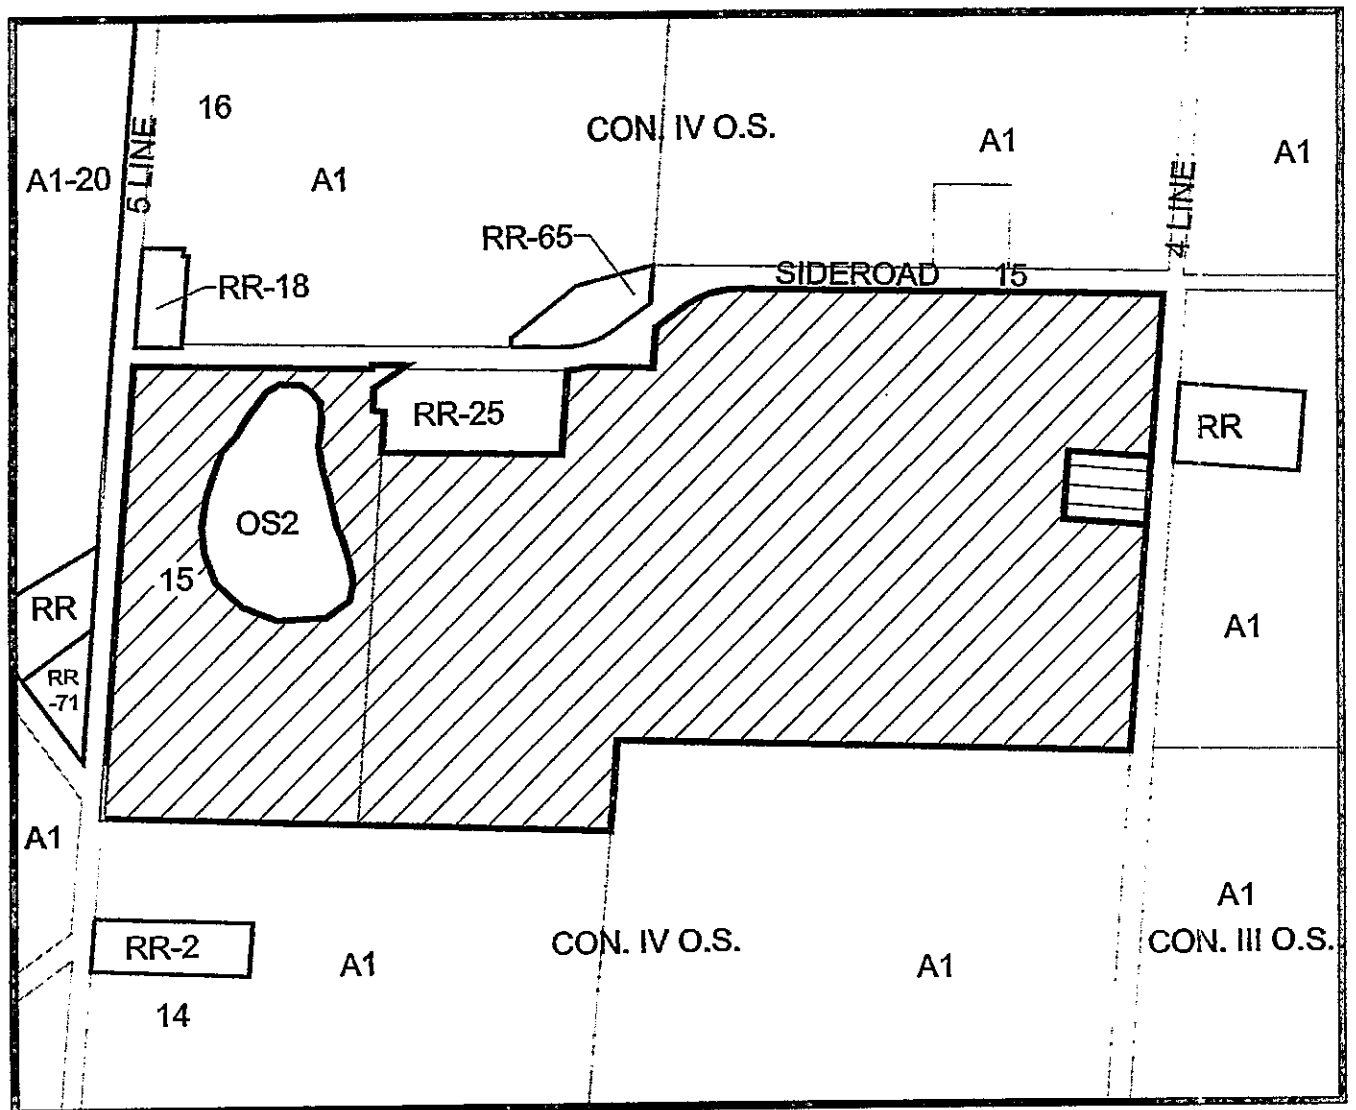 16
CON. IV O.S.
A1
A1
A1-20
5 LINE
A1
4 LINE
RR-65
RR-18
SIDEROAD 15
RR-25
RR
OS2
15
RR
A1
RR
-71
A1
A1
CON. III O.S.
RR-2
CON. IV O.S.
A1
A1
14